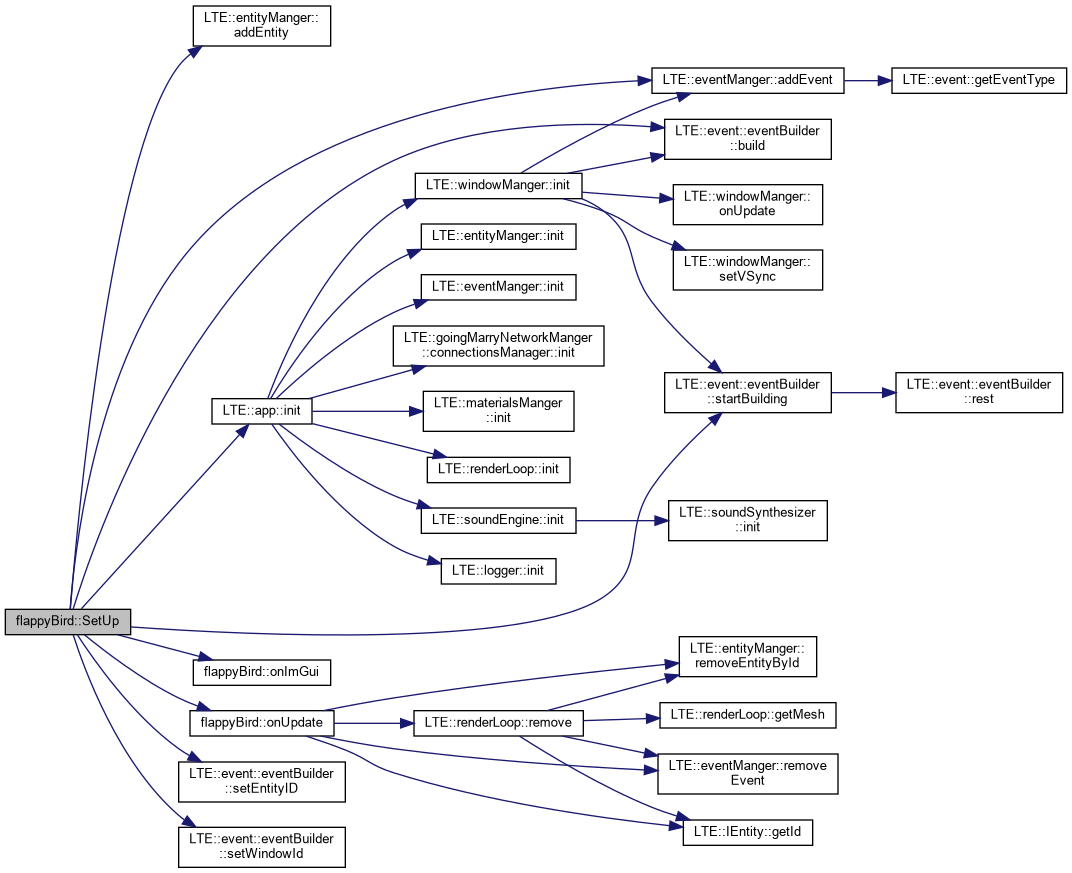 LTE::entityManger::
addEntity
LTE::eventManger::addEvent
LTE::event::getEventType
LTE::event::eventBuilder
::build
LTE::windowManger::init
LTE::windowManger::
onUpdate
LTE::entityManger::init
LTE::windowManger::
setVSync
LTE::eventManger::init
LTE::goingMarryNetworkManger
::connectionsManager::init
LTE::event::eventBuilder
::startBuilding
LTE::event::eventBuilder
::rest
LTE::app::init
LTE::materialsManger
::init
LTE::renderLoop::init
LTE::soundEngine::init
LTE::soundSynthesizer
::init
LTE::logger::init
flappyBird::SetUp
flappyBird::onImGui
LTE::entityManger::
removeEntityById
flappyBird::onUpdate
LTE::renderLoop::remove
LTE::renderLoop::getMesh
LTE::event::eventBuilder
::setEntityID
LTE::eventManger::remove
Event
LTE::IEntity::getId
LTE::event::eventBuilder
::setWindowId